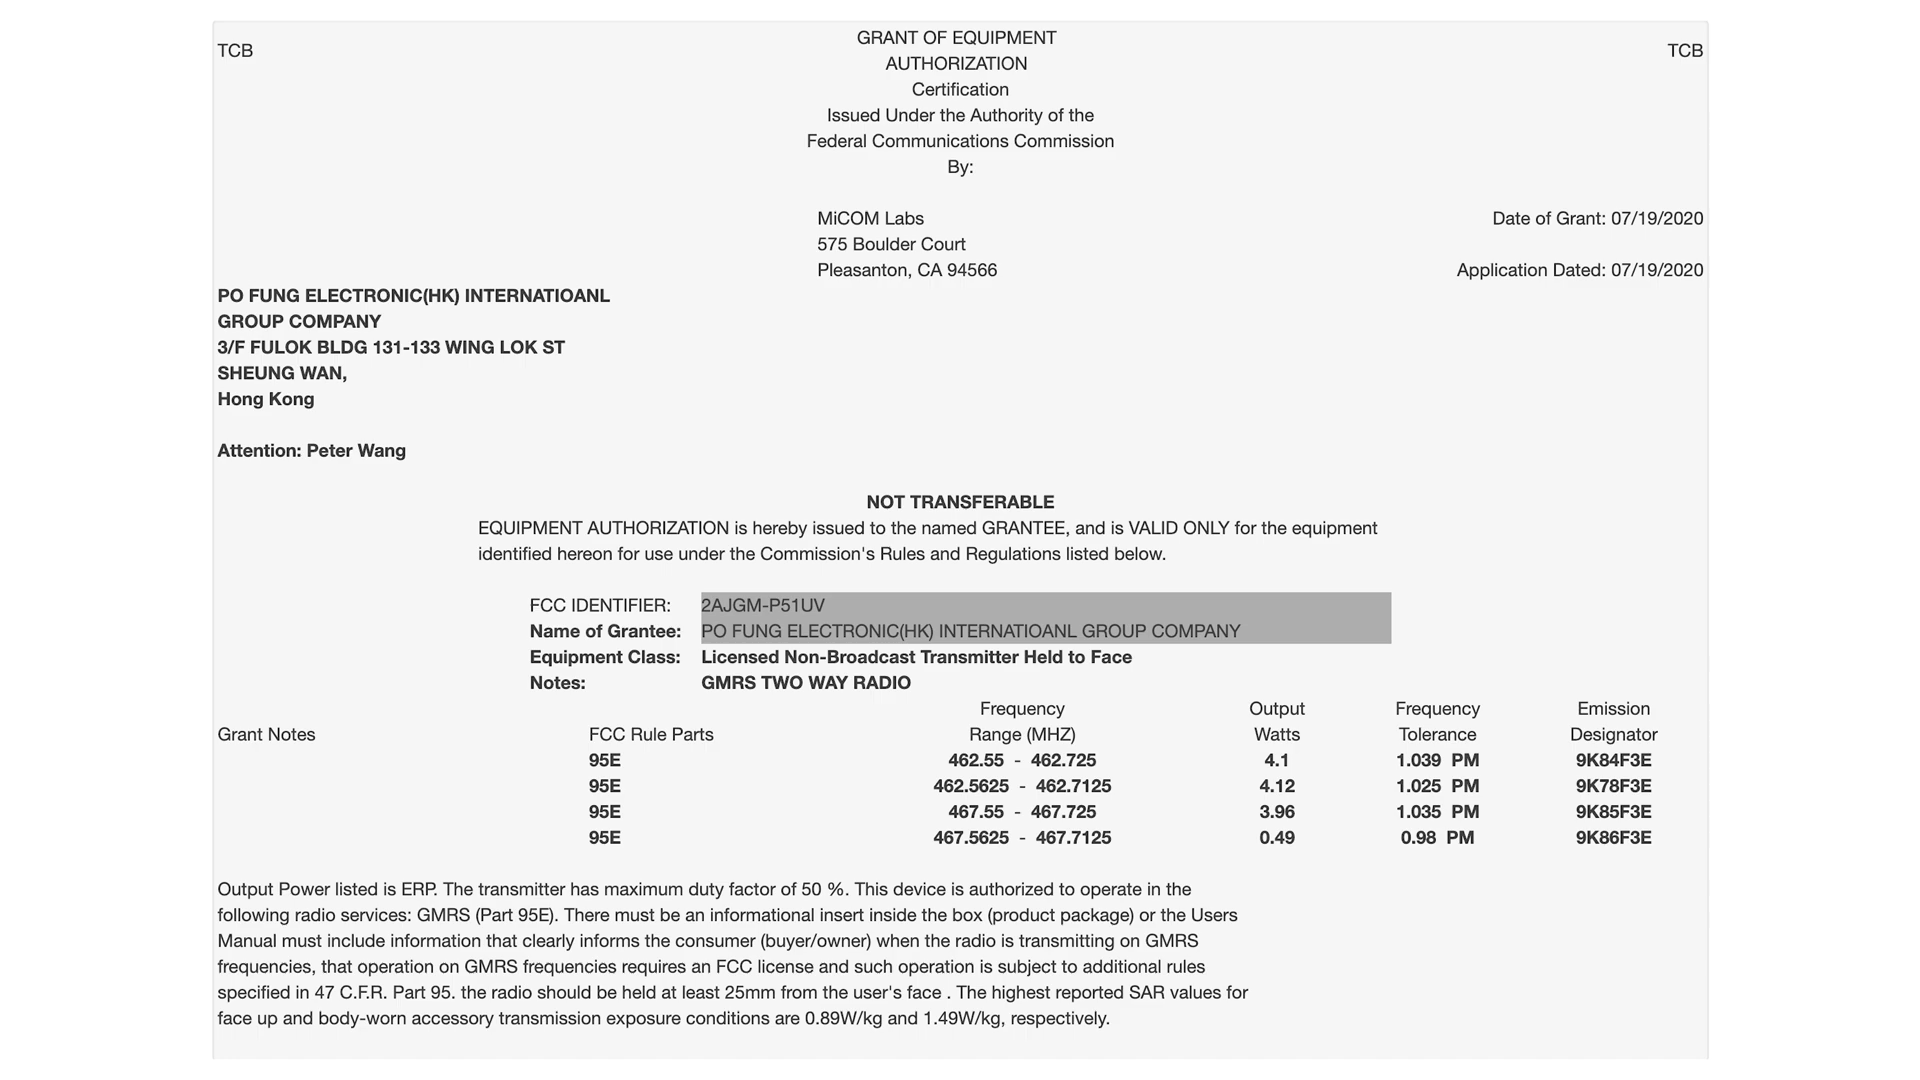 TCB
GRANT OF EQUIPMENT
AUTHORIZATION
TCB
Certification
Issued Under the Authority of the
Federal Communications Commission
By:
MiCOM Labs
575 Boulder Court
Pleasanton, CA 94566
Date of Grant: 07/19/2020
Application Dated: 07/19/2020
PO FUNG ELECTRONIC(HK) INTERNATIOANL
GROUP COMPANY
3/F FULOK BLDG 131-133 WING LOK ST
SHEUNG WAN,
Hong Kong
Attention: Peter Wang
NOT TRANSFERABLE
EQUIPMENT AUTHORIZATION is hereby issued to the named GRANTEE, and is VALID ONLY for the equipment
identified hereon for use under the Commission's Rules and Regulations listed below.
FCC IDENTIFIER: 2AJGM-P51UV
Name of Grantee: PO FUNG ELECTRONIC(HK) INTERNATIOANL GROUP COMPANY
Equipment Class: Licensed Non-Broadcast Transmitter Held to Face
Notes: GMRS TWO WAY RADIO
Frequency Output Frequency Emission
Grant Notes FCC Rule Parts Range (MHZ) Watts Tolerance Designator
95E 462.55 - 462.725 4.1 1.039 PM 9K84F3E
95E 462.5625 - 462.7125 4.12 1.025 PM 9K78F3E
95E 467.55 - 467.725 3.96 1.035 PM 9K85F3E
95E 467.5625 - 467.7125 0.49 0.98 PM 9K86F3E
Output Power listed is ERP. The transmitter has maximum duty factor of 50 %. This device is authorized to operate in the
following radio services: GMRS (Part 95E). There must be an informational insert inside the box (product package) or the Users
Manual must include information that clearly informs the consumer (buyer/owner) when the radio is transmitting on GMRS
frequencies, that operation on GMRS frequencies requires an FCC license and such operation is subject to additional rules
specified in 47 C.F.R. Part 95. the radio should be held at least 25mm from the user's face . The highest reported SAR values for
face up and body-worn accessory transmission exposure conditions are 0.89W/kg and 1.49W/kg, respectively.